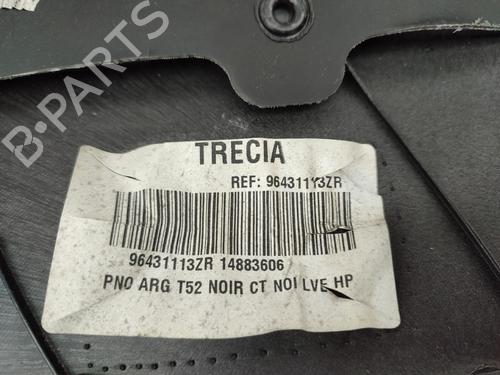 B-PARTS
TRECIA
REF: 96431113ZR
96431113ZR 14883606
PNO ARG T52 NOIR CT NOI LVE HP